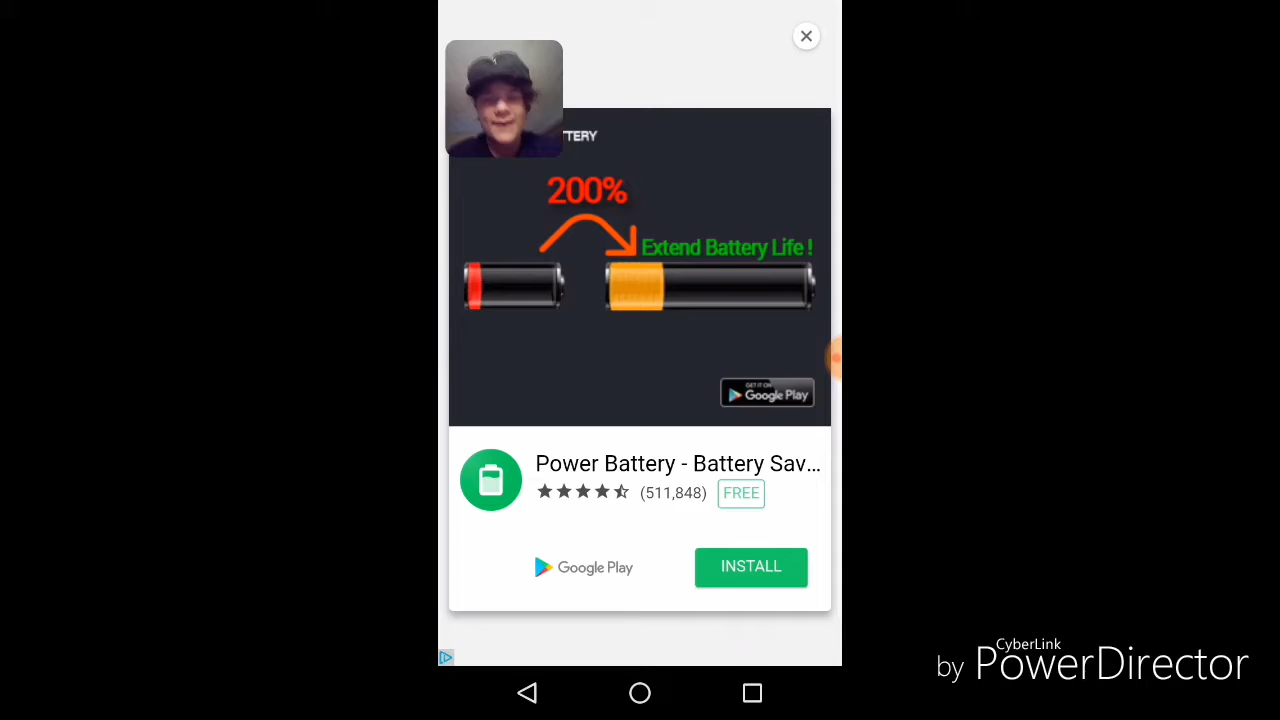 TTERY
200%
Extend Battery Life !
GET IT ON
Google Play
Power Battery - Battery Sav...
(511,848) FREE
Google Play
INSTALL
CyberLink
by PowerDirector